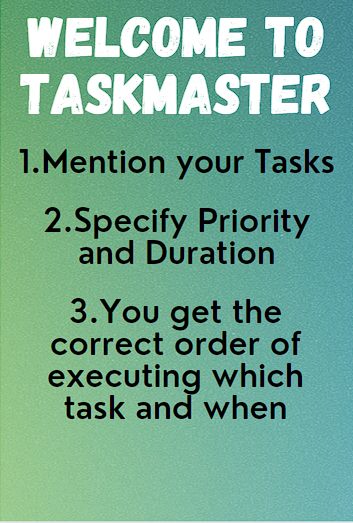 WELCOME TO
TASKMASTER
1.Mention your Tasks
2.Specify Priority
and Duration
3.You get the
correct order of
executing which
task and when